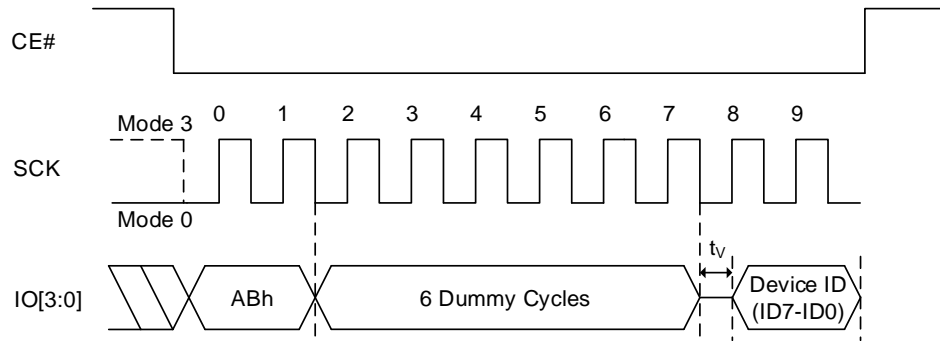 CE#
0 1 2 3 4 5 6 7 8 9
Mode 3
SCK
Mode 0
tV
IO[3:0]
ABh
6 Dummy Cycles
Device ID
(ID7-ID0)